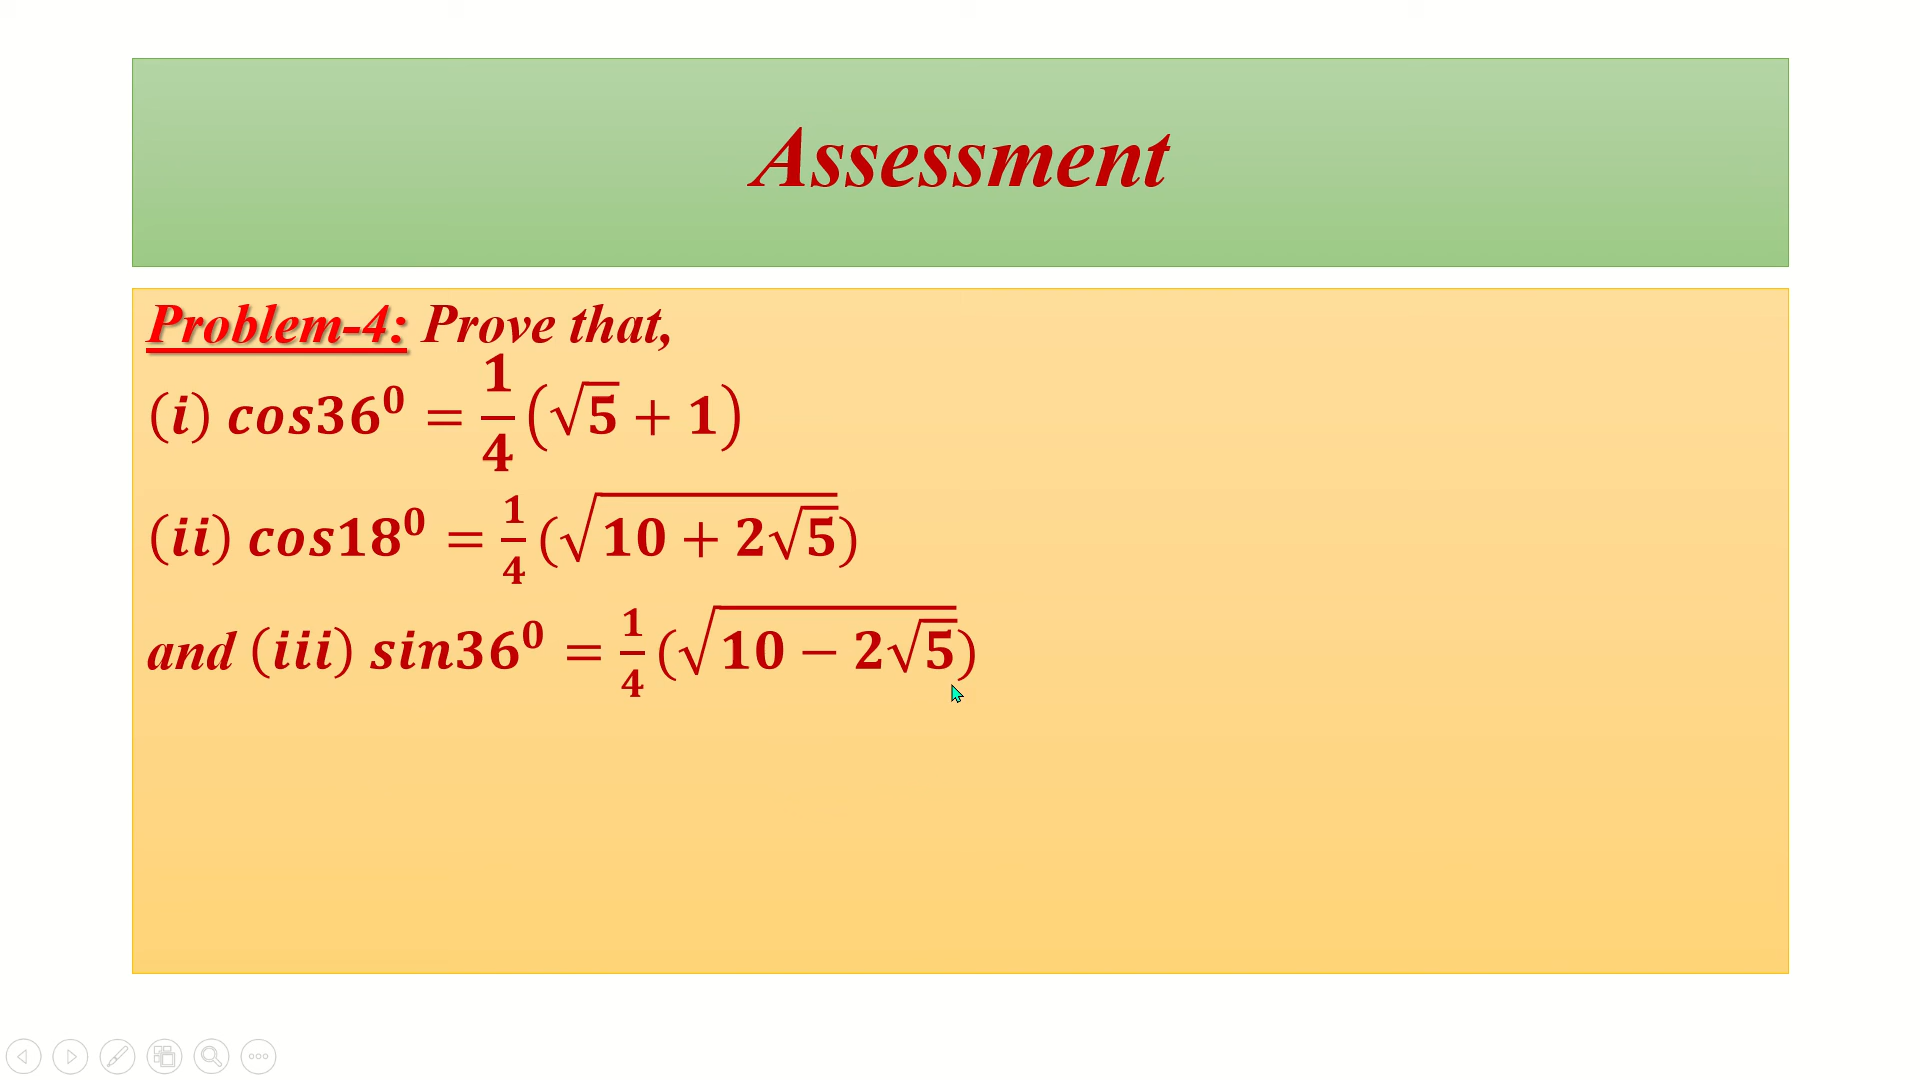 Assessment
Problem-4: Prove that,
(i) cos36⁰ = 1/4 (√5 + 1)
(ii) cos18⁰ = 1/4 (√(10 + 2√5))
and (iii) sin36⁰ = 1/4 (√(10 − 2√5))